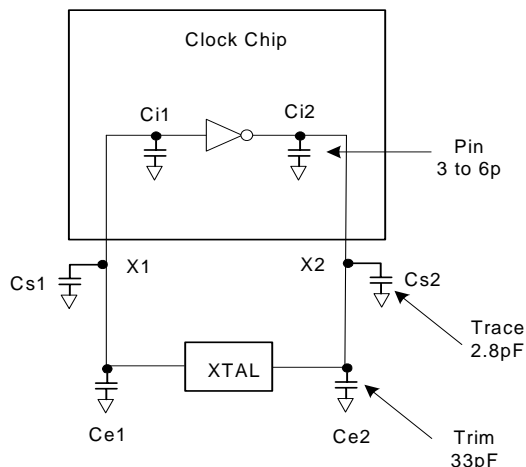 Clock Chip
Ci1
Ci2
Pin
3 to 6p
Cs1
X1
X2
Cs2
Trace
2.8pF
XTAL
Ce1
Ce2
Trim
33pF